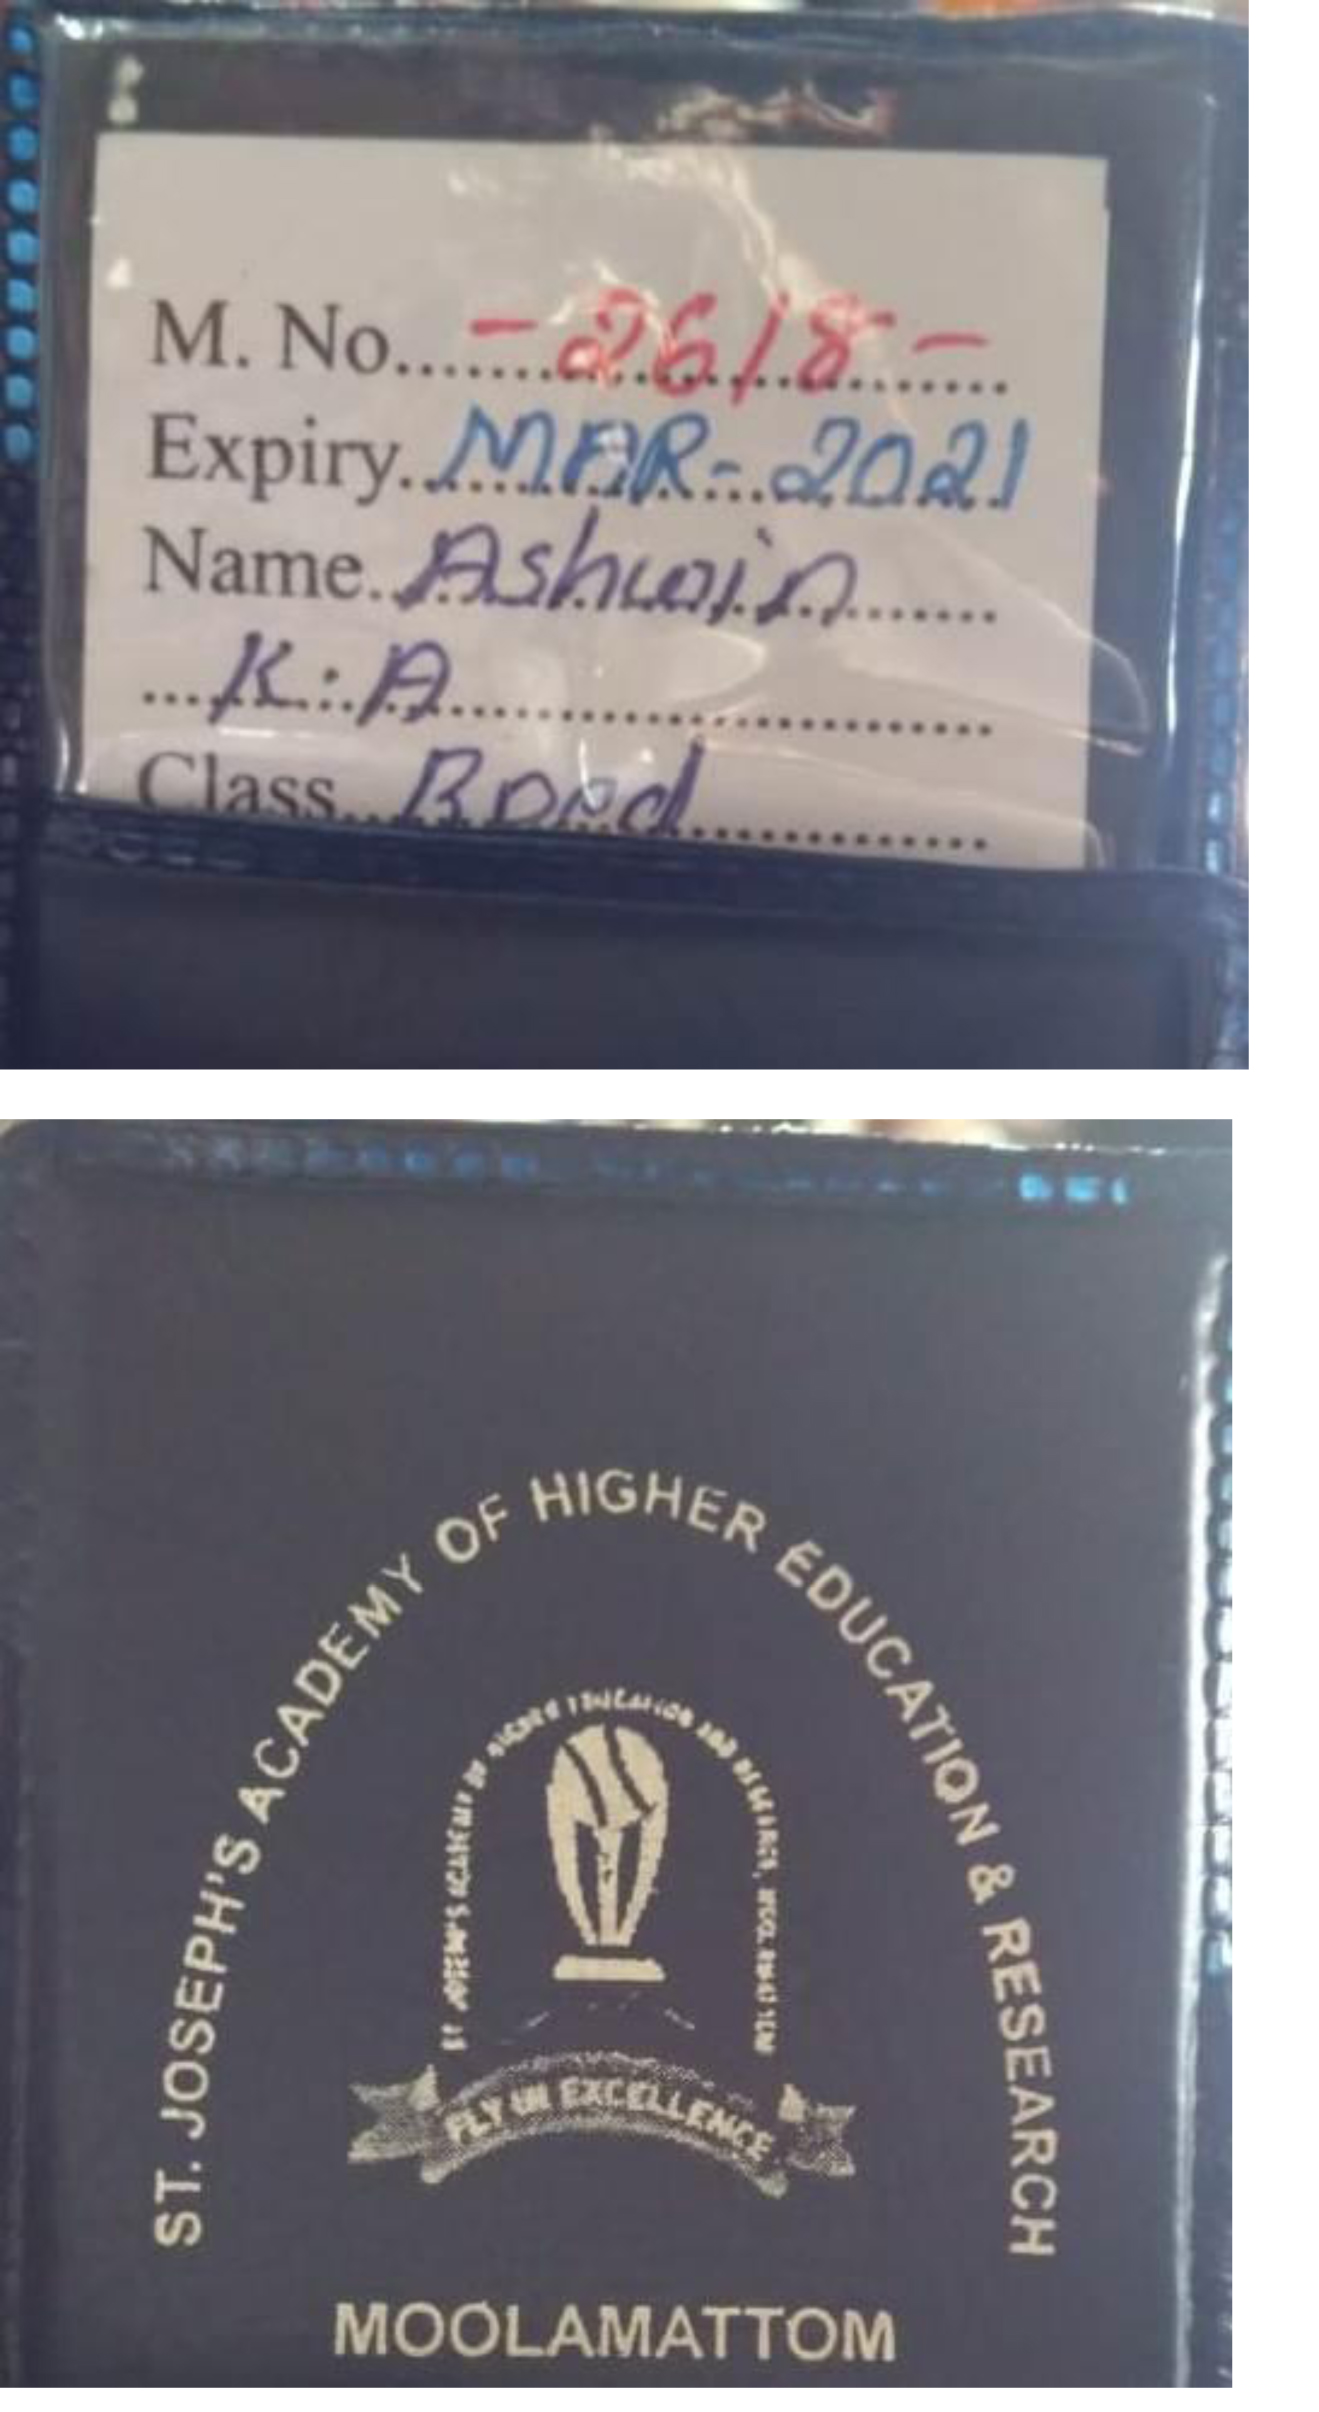 M. No. - 2618 -
Expiry. MAR - 2021
Name. Ashwin
K. A
Class. B.ped
ST. JOSEPH'S ACADEMY OF HIGHER EDUCATION & RESEARCH
FLY IN EXCELLENCE
MOOLAMATTOM